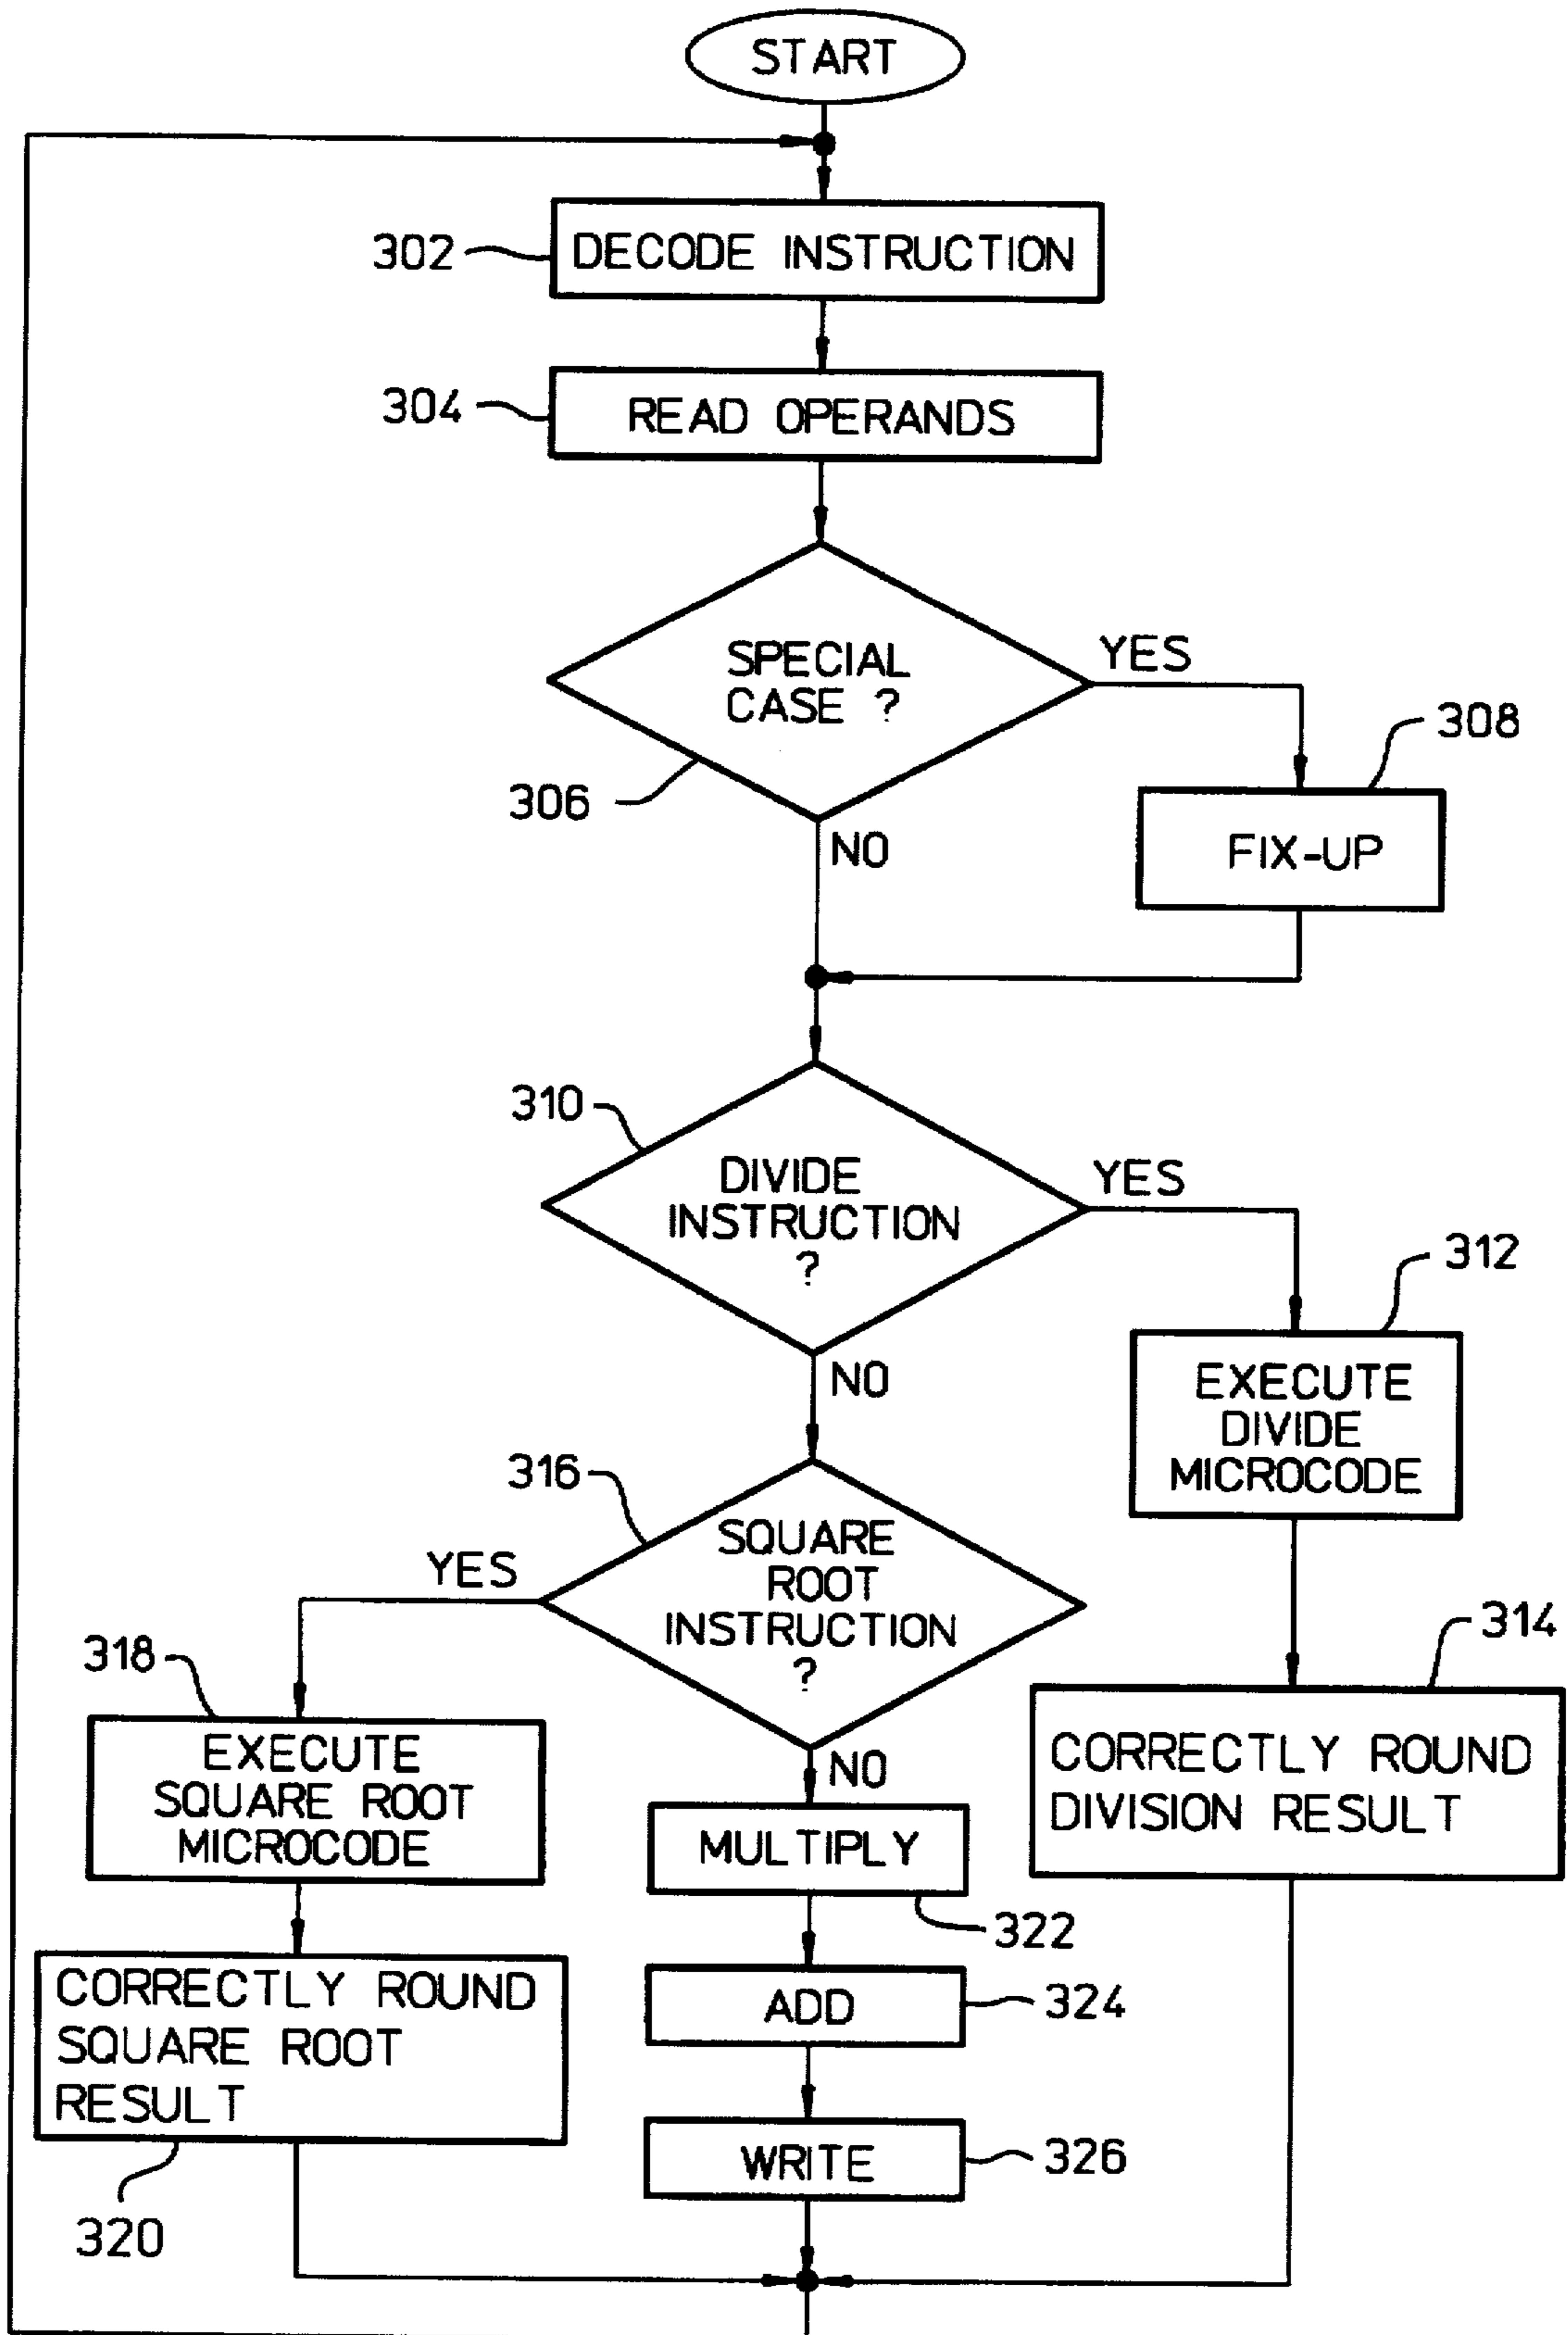 START
302
DECODE INSTRUCTION
304
READ OPERANDS
SPECIAL
CASE ?
YES
306
NO
308
FIX-UP
310
DIVIDE
INSTRUCTION
?
YES
NO
312
EXECUTE
DIVIDE
MICROCODE
316
SQUARE
ROOT
INSTRUCTION
?
YES
NO
314
CORRECTLY ROUND
DIVISION RESULT
318
EXECUTE
SQUARE ROOT
MICROCODE
MULTIPLY
322
CORRECTLY ROUND
SQUARE ROOT
RESULT
320
ADD
324
WRITE
326